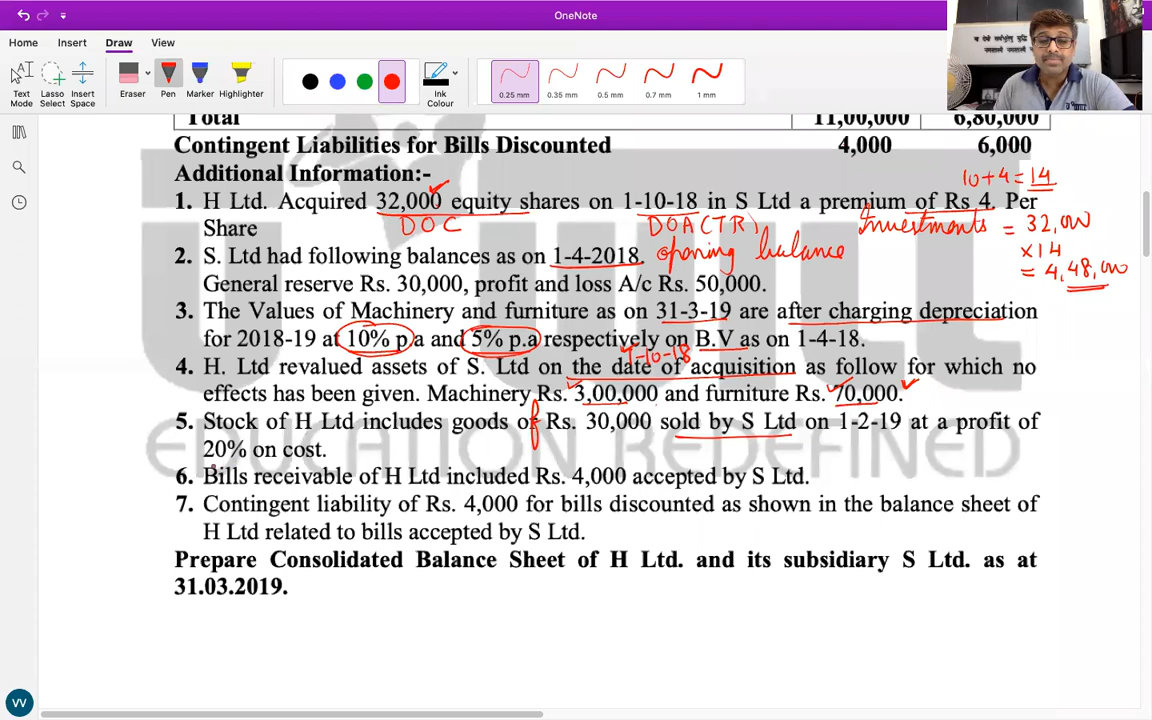 OneNote
Home Insert Draw View
Text Mode
Lasso Select
Insert Space
Eraser
Pen
Marker
Highlighter
Ink Colour
0.25 mm 0.35 mm 0.5 mm 0.7 mm 1 mm
Total 11,00,000 6,80,000
Contingent Liabilities for Bills Discounted 4,000 6,000
Additional Information:-
10+4=14
1. H Ltd. Acquired 32,000 equity shares on 1-10-18 in S Ltd a premium of Rs 4. Per
Share
DOC DOA (TR) Investments = 32,000
×14
= 4,48,000
2. S. Ltd had following balances as on 1-4-2018. opening balance
General reserve Rs. 30,000, profit and loss A/c Rs. 50,000.
3. The Values of Machinery and furniture as on 31-3-19 are after charging depreciation
for 2018-19 at 10% p.a and 5% p.a respectively on B.V as on 1-4-18.
1-10-18
4. H. Ltd revalued assets of S. Ltd on the date of acquisition as follow for which no
effects has been given. Machinery Rs. 3,00,000 and furniture Rs. 70,000.
5. Stock of H Ltd includes goods of Rs. 30,000 sold by S Ltd on 1-2-19 at a profit of
20% on cost.
6. Bills receivable of H Ltd included Rs. 4,000 accepted by S Ltd.
7. Contingent liability of Rs. 4,000 for bills discounted as shown in the balance sheet of
H Ltd related to bills accepted by S Ltd.
Prepare Consolidated Balance Sheet of H Ltd. and its subsidiary S Ltd. as at
31.03.2019.
EDUCATION REDEFINED
VV